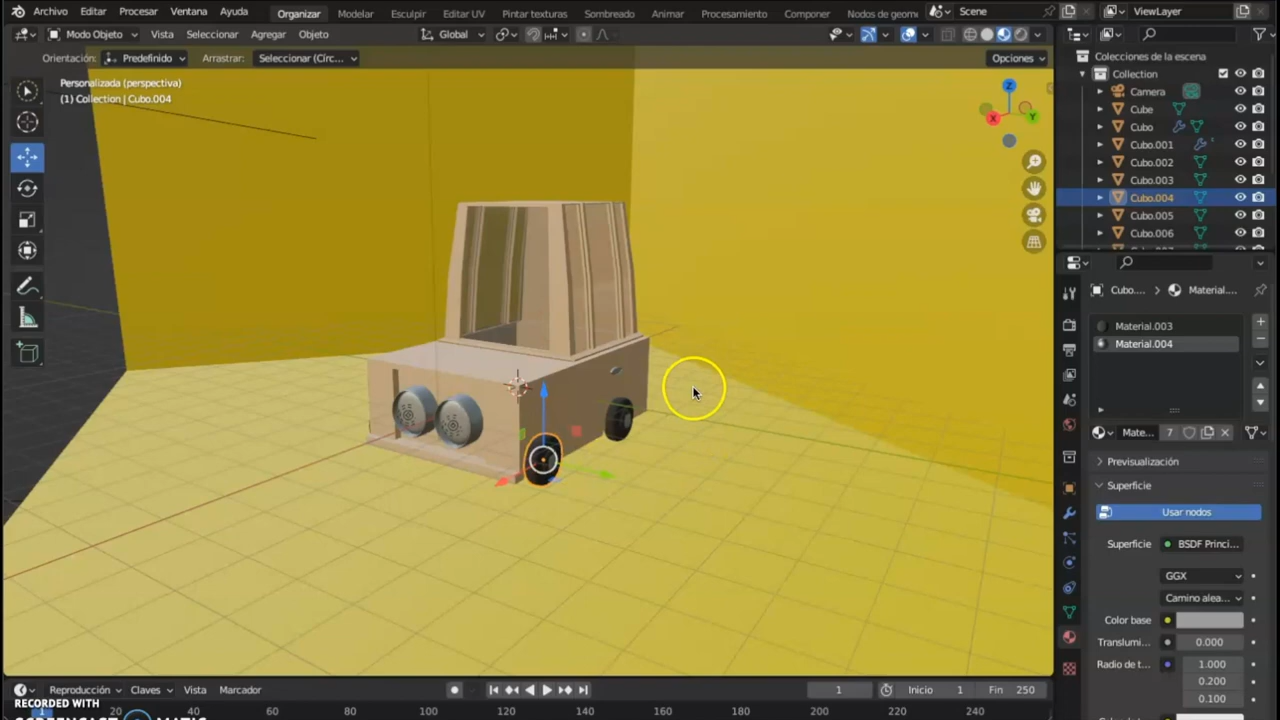 Archivo Editar Procesar Ventana Ayuda Organizar Modelar Esculpir Editar UV Pintar texturas Sombreado Animar Procesamiento Componer Nodos de geom Scene ViewLayer
Modo Objeto Vista Seleccionar Agregar Objeto Global
Orientación: Predefinido Arrastrar: Seleccionar (Círc... Opciones
Personalizada (perspectiva)
(1) Collection | Cubo.004
Z
X
Y
Colecciones de la escena
Collection
Camera
Cube
Cubo
Cubo.001
Cubo.002
Cubo.003
Cubo.004
Cubo.005
Cubo.006
Cubo.... > Material....
Material.003
Material.004
Mate... 7
Previsualización
Superficie
Usar nodos
Superficie BSDF Princi...
GGX
Camino alea...
Color base
Translumi... 0.000
Radio de t... 1.000
0.200
0.100
Reproducción Claves Vista Marcador 1 Inicio 1 Fin 250
1 20 40 60 80 100 120 140 160 180 200 220 240
RECORDED WITH
SCREENCAST MATIC